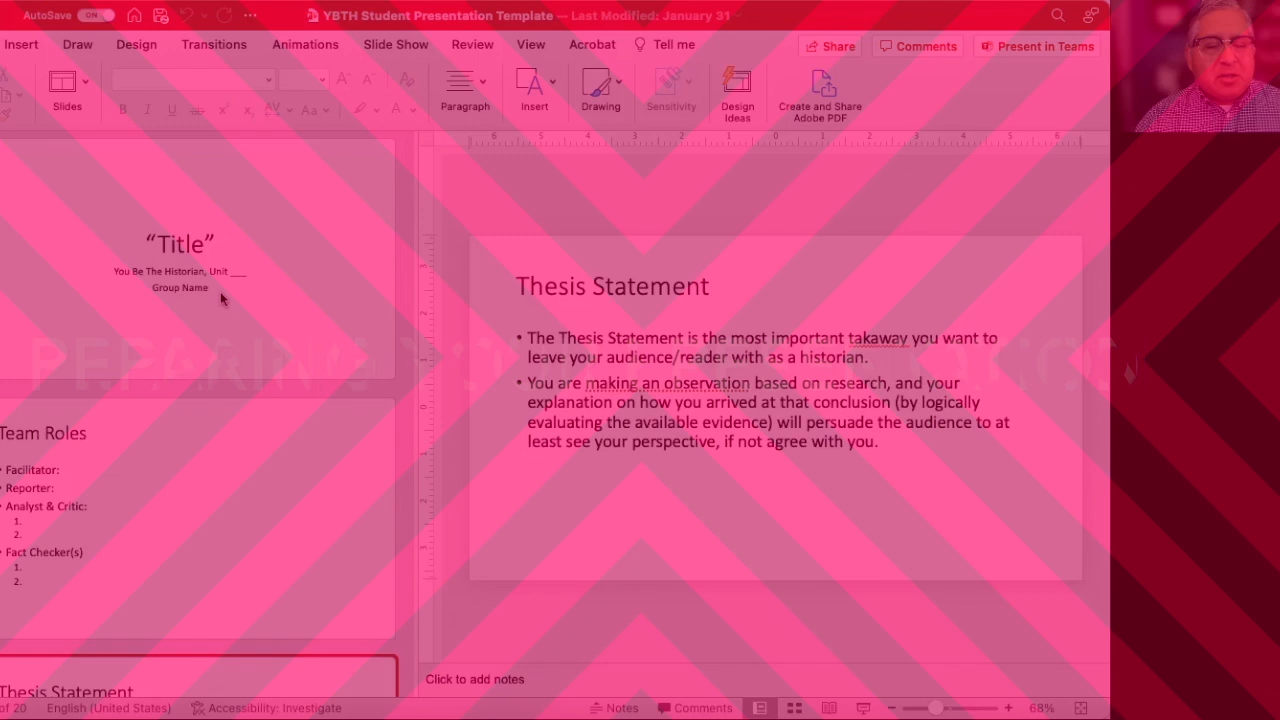 AutoSave ON
YBTH Student Presentation Template — Last Modified: January 31
Insert Draw Design Transitions Animations Slide Show Review View Acrobat Tell me
Share Comments Present in Teams
Slides Paragraph Insert Drawing Sensitivity Design Ideas Create and Share Adobe PDF
“Title”
You Be The Historian, Unit ___
Group Name
Team Roles
• Facilitator:
• Reporter:
• Analyst & Critic:
1.
2.
• Fact Checker(s)
1.
2.
Thesis Statement
Thesis Statement
• The Thesis Statement is the most important takaway you want to
leave your audience/reader with as a historian.
• You are making an observation based on research, and your
explanation on how you arrived at that conclusion (by logically
evaluating the available evidence) will persuade the audience to at
least see your perspective, if not agree with you.
Click to add notes
of 20 English (United States) Accessibility: Investigate Notes Comments 68%